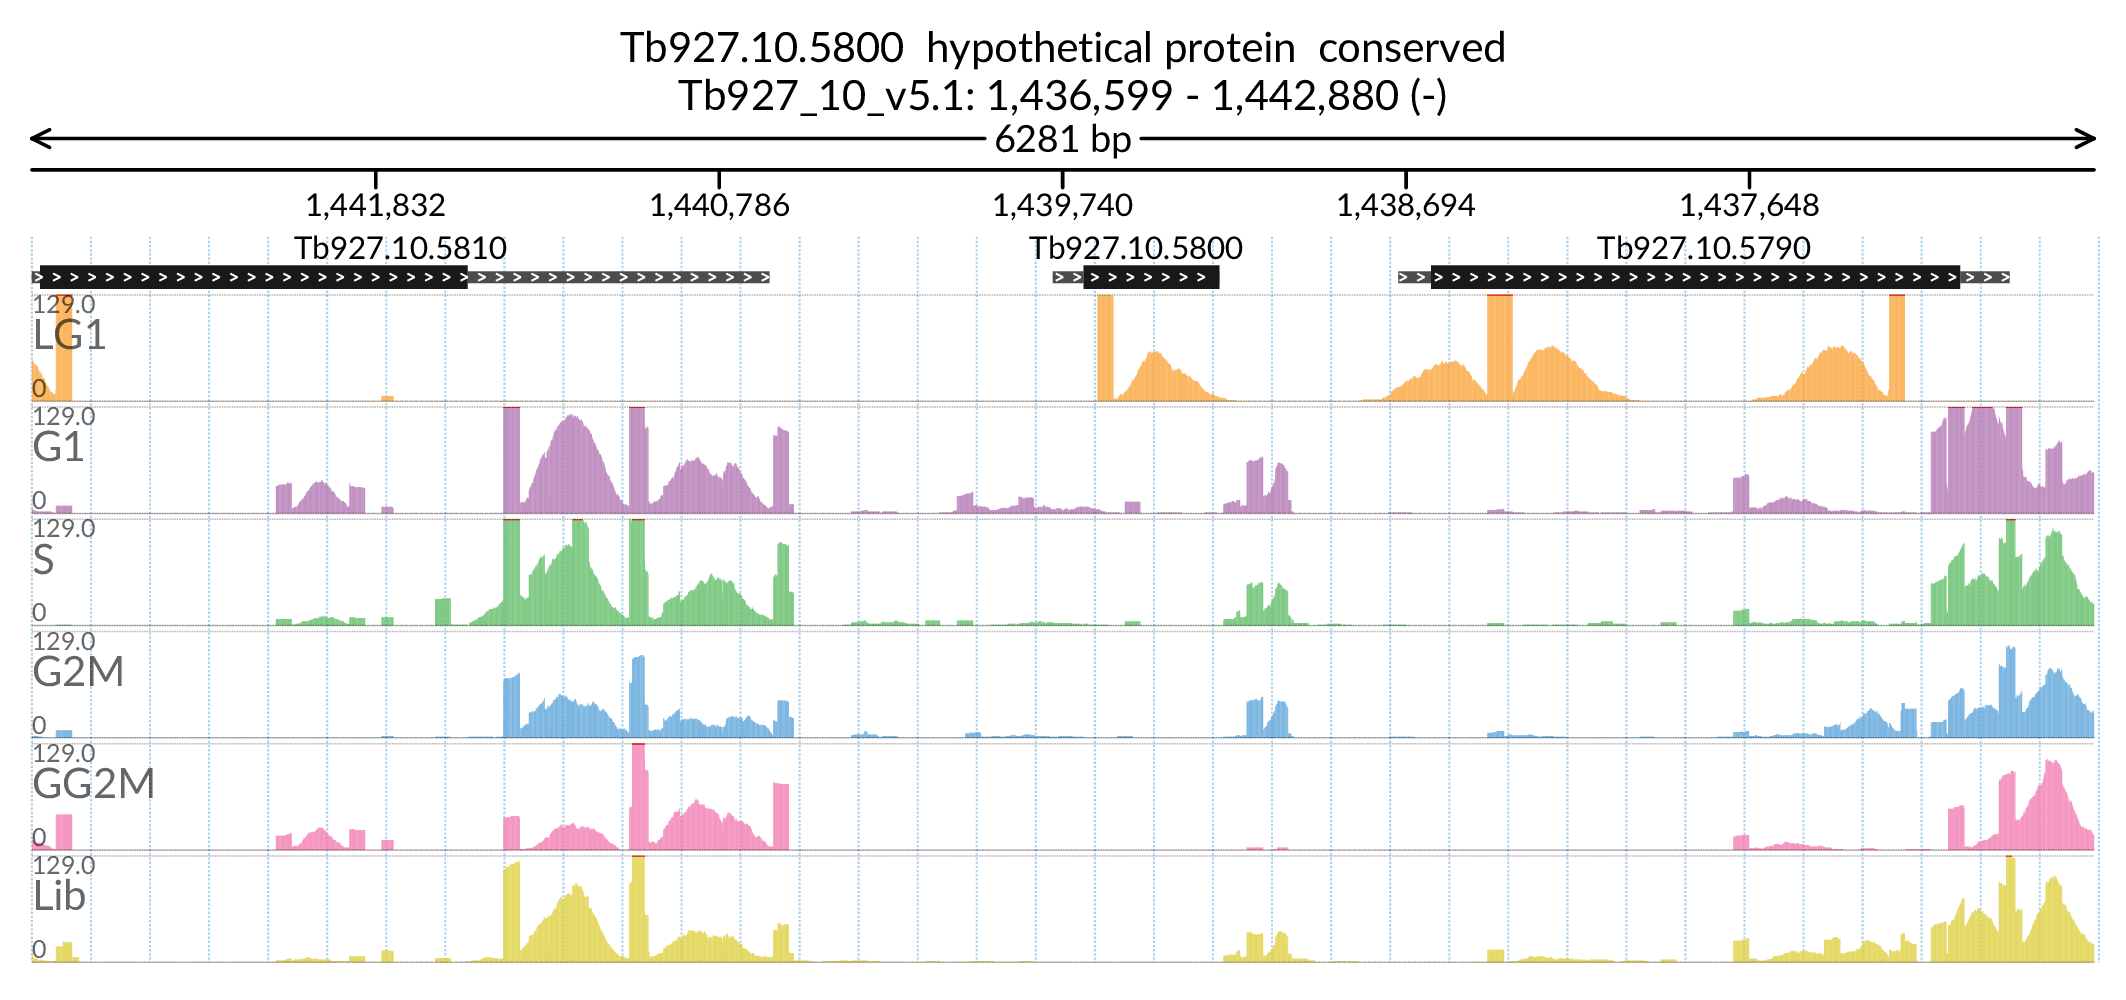 Tb927.10.5800 hypothetical protein conserved
Tb927_10_v5.1: 1,436,599 - 1,442,880 (-)
6281 bp
1,441,832 1,440,786 1,439,740 1,438,694 1,437,648
Tb927.10.5810 Tb927.10.5800 Tb927.10.5790
129.0
LG1
0
129.0
G1
0
129.0
S
0
129.0
G2M
0
129.0
GG2M
0
129.0
Lib
0